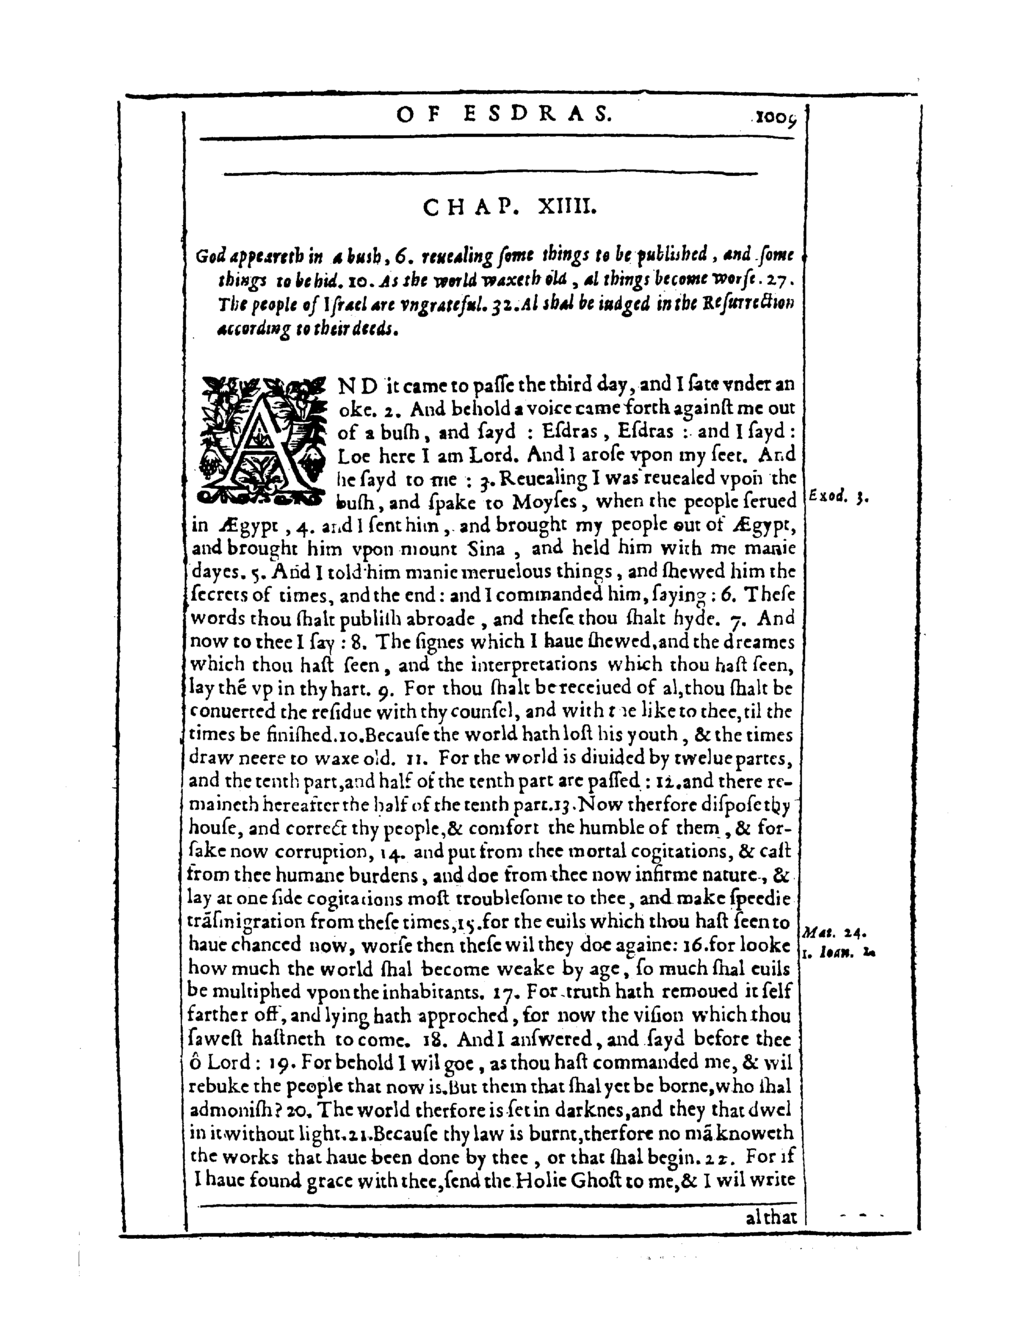 OF ESDRAS. 1009
CHAP. XIIII.
God appeareth in a bush, 6. reuealing ſome things to be published, and ſome
things to be hid. 10. As the world waxeth old, al things become worſe. 27.
The people of Iſrael are vngrateful. 32. Al shal be iudged in the Reſurrection
according to their deeds.
AND it came to paſſe the third day, and I ſate vnder an
oke. 2. And behold a voice came forth againſt me out
of a buſh, and ſayd : Eſdras, Eſdras : and I ſayd :
Loe here I am Lord. And I aroſe vpon my feet. And
he ſayd to me : 3. Reuealing I was reuealed vpon the
buſh, and ſpake to Moyſes, when the people ſerued
Exod. 3.
in Ægypt, 4. and I ſent him, and brought my people out of Ægypt,
and brought him vpon mount Sina, and held him with me manie
dayes. 5. And I told him manie meruelous things, and ſhewed him the
ſecrets of times, and the end : and I commanded him, ſaying : 6. Theſe
words thou ſhalt publiſh abroade, and theſe thou ſhalt hyde. 7. And
now to thee I ſay : 8. The ſignes which I haue ſhewed, and the dreames
which thou haſt ſeen, and the interpretations which thou haſt ſeen,
lay thē vp in thy hart. 9. For thou ſhalt be receiued of al, thou ſhalt be
conuerted the reſidue with thy counſel, and with the like to thee, til the
times be finiſhed. 10. Becauſe the world hath loſt his youth, & the times
draw neere to waxe old. 11. For the world is diuided by twelue partes,
and the tenth part, and half of the tenth part are paſſed : 12. and there re-
maineth hereafter the half of the tenth part. 13. Now therfore diſpoſe thy
houſe, and correct thy people, & comfort the humble of them, & for-
ſake now corruption, 14. and put from thee mortal cogitations, & caſt
from thee humane burdens, and doe from thee now infirme nature, &
lay at one ſide cogitations moſt troubleſome to thee, and make ſpeedie
trāſmigration from theſe times, 15. for the euils which thou haſt ſeen to
Mat. 24.
haue chanced now, worſe then theſe wil they doe againe: 16. for looke
1. Ioan. 2.
how much the world ſhal become weake by age, ſo much ſhal euils
be multiphed vpon the inhabitants. 17. For truth hath remoued it ſelf
farther off, and lying hath approched, for now the viſion which thou
ſaweſt haſtneth to come. 18. And I anſwered, and ſayd before thee
ô Lord : 19. For behold I wil goe, as thou haſt commanded me, & wil
rebuke the people that now is. But them that ſhal yet be borne, who ſhal
admoniſh? 20. The world therfore is ſet in darknes, and they that dwel
in it without light. 21. Becauſe thy law is burnt, therfore no mā knoweth
the works that haue been done by thee, or that ſhal begin. 22. For if
I haue found grace with thee, ſend the Holie Ghoſt to me, & I wil write
al that